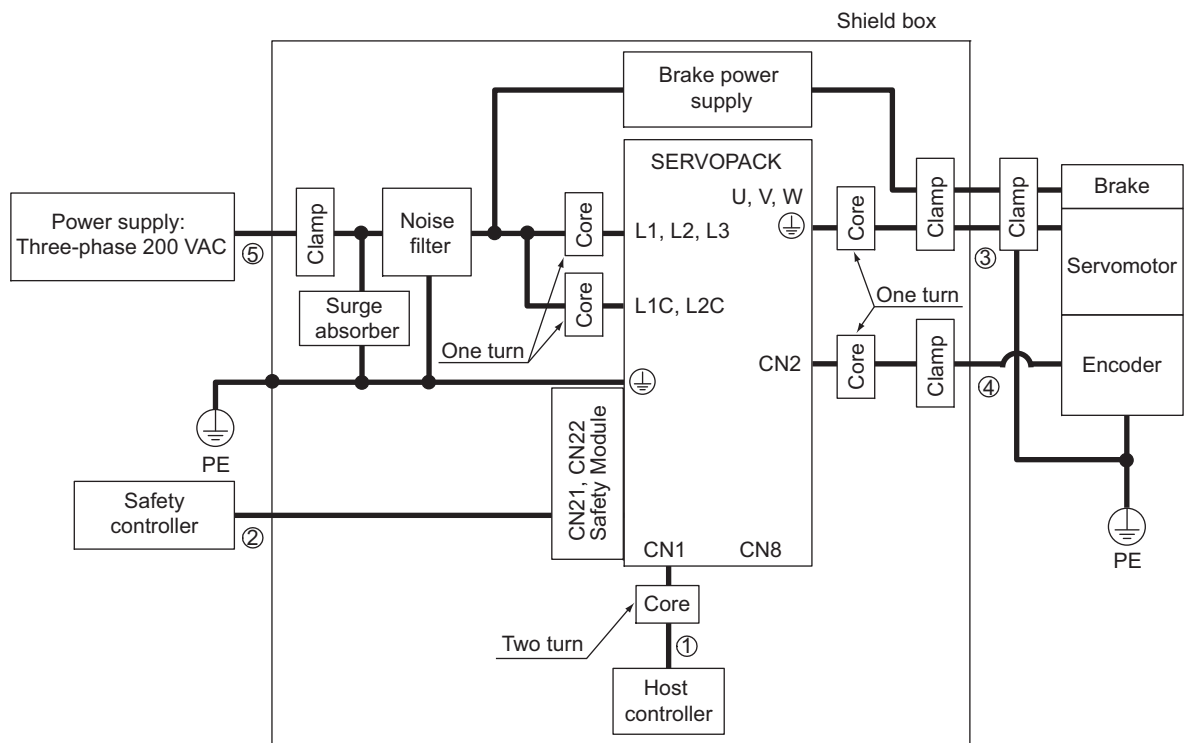 Shield box
Brake power
supply
SERVOPACK
U, V, W
Core
Clamp
Clamp
Brake
Power supply:
Three-phase 200 VAC
⑤
Clamp
Noise
filter
Core
L1, L2, L3
③
Servomotor
Surge
absorber
Core
L1C, L2C
One turn
One turn
CN2
Core
Clamp
④
Encoder
PE
CN21, CN22
Safety Module
Safety
controller
②
CN1
CN8
PE
Core
Two turn
①
Host
controller